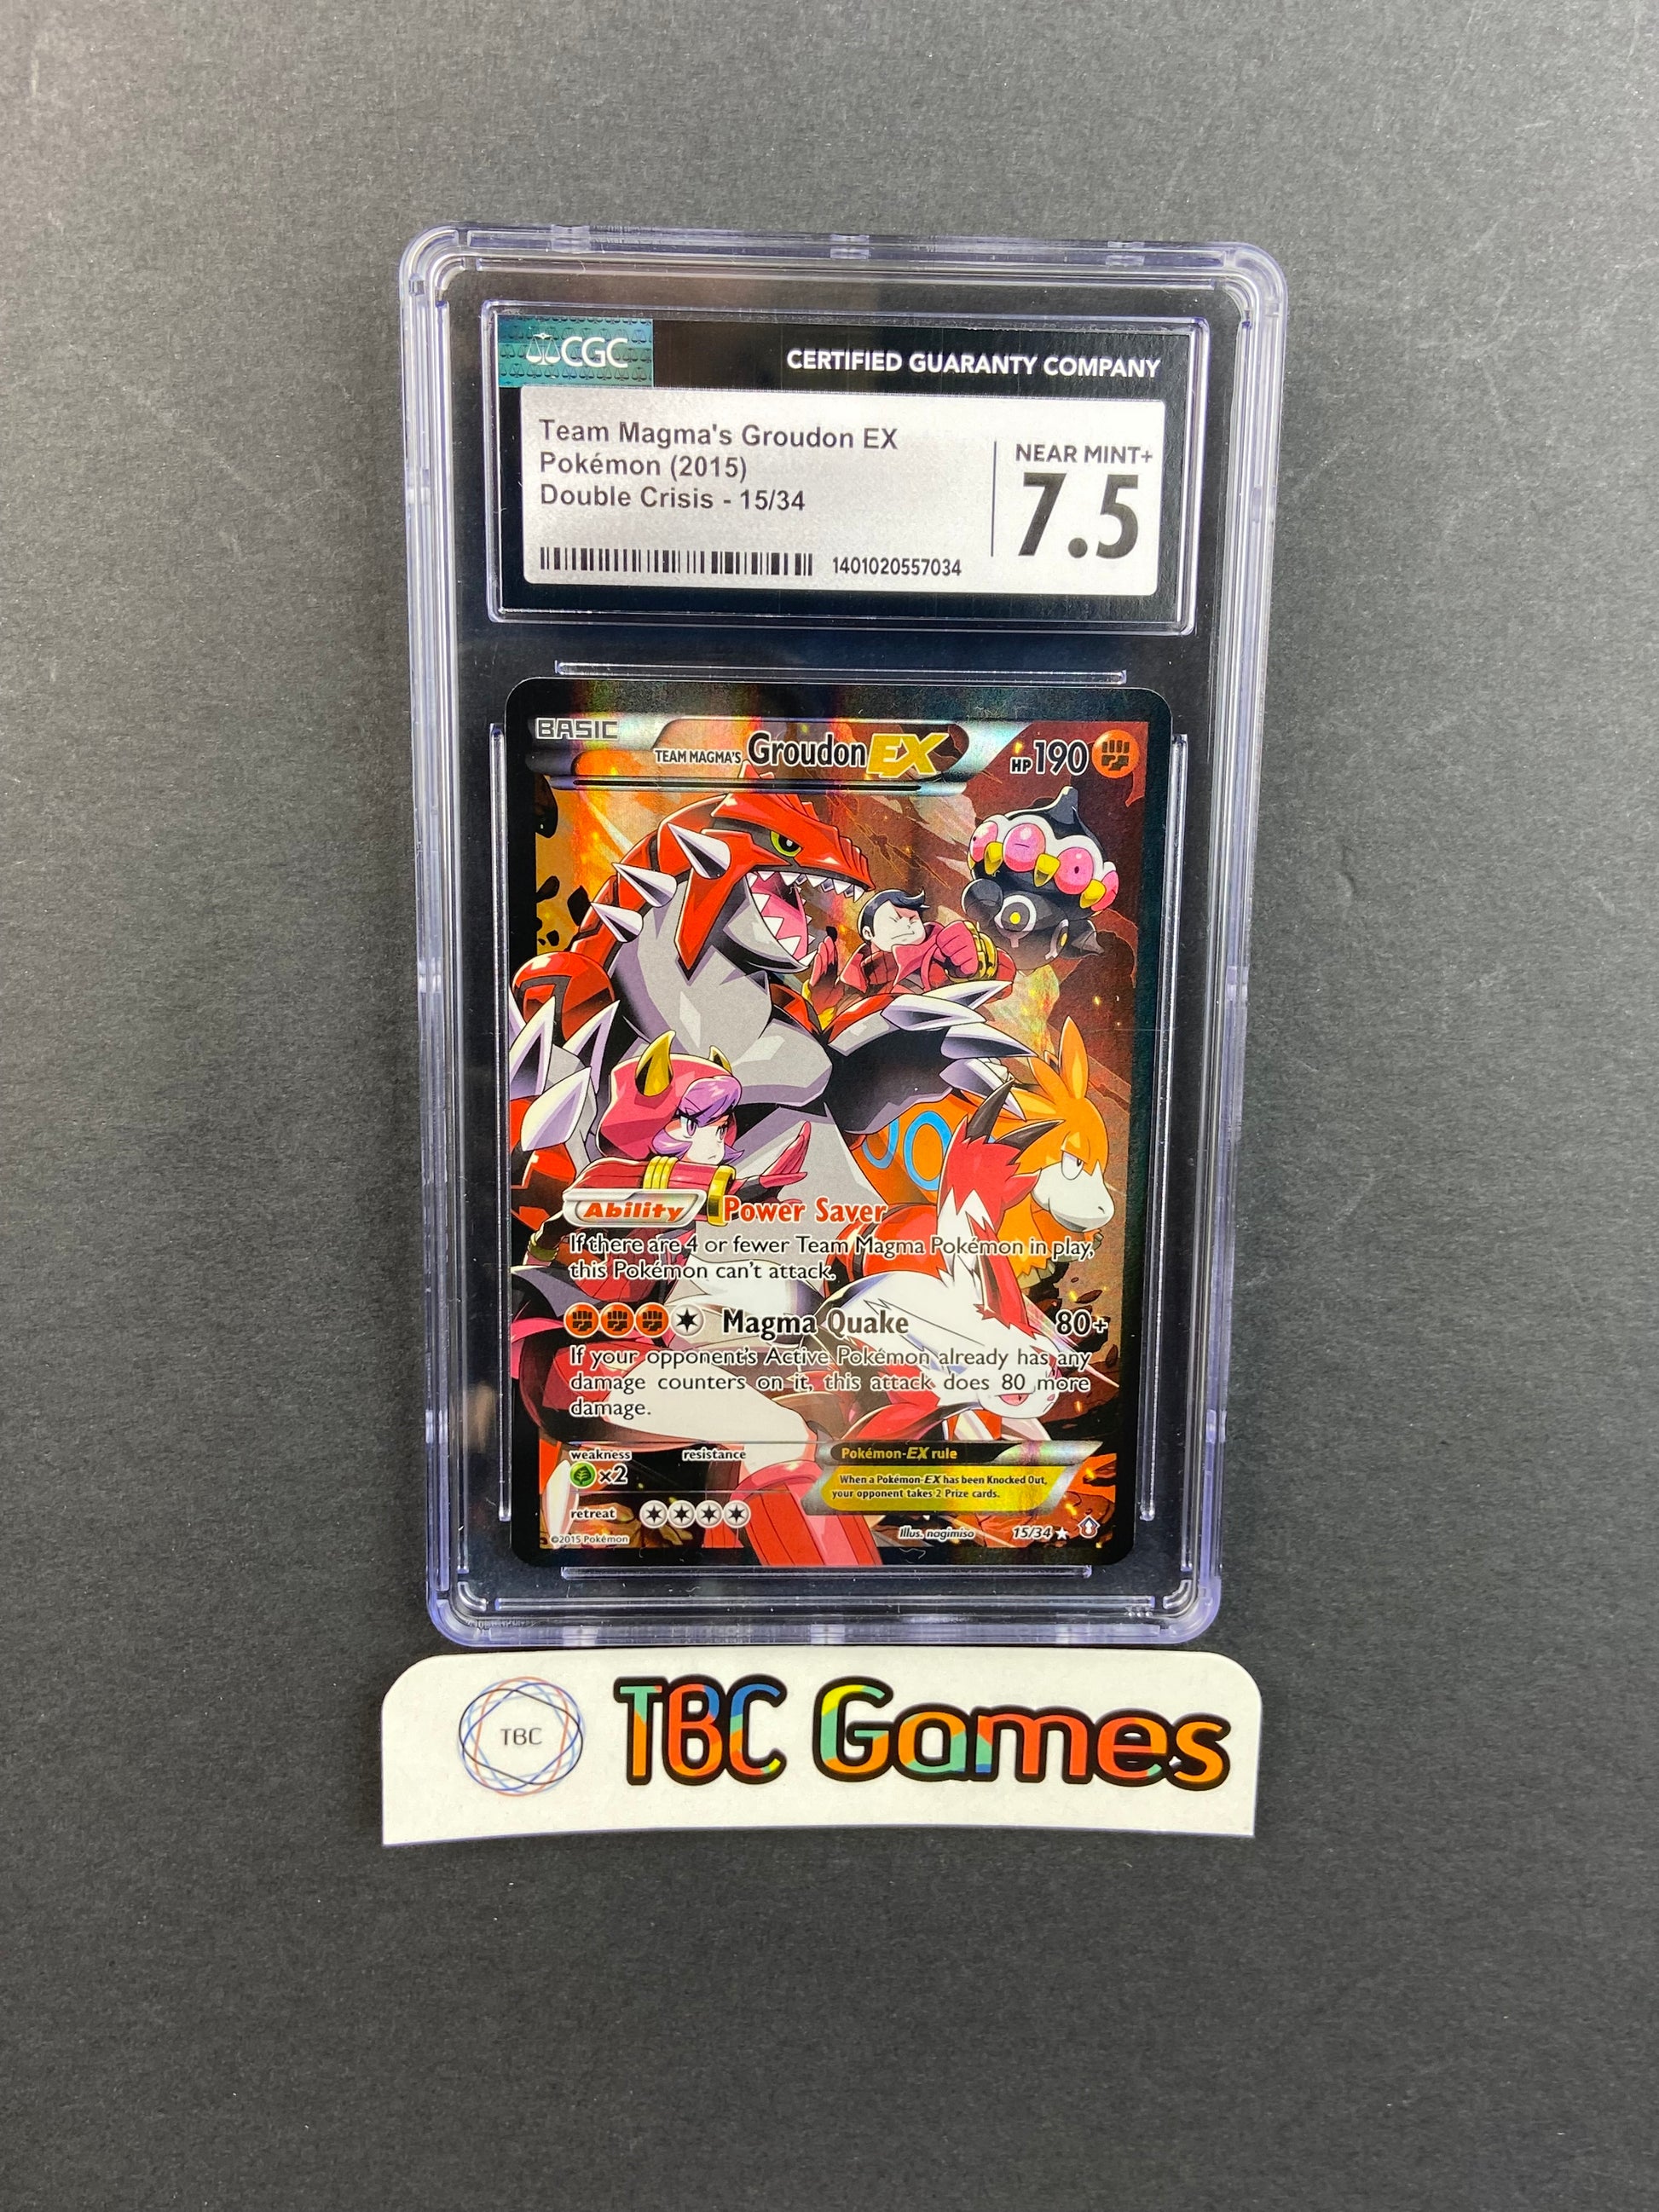 CGC
CERTIFIED GUARANTY COMPANY
Team Magma's Groudon EX
Pokémon (2015)
Double Crisis - 15/34
NEAR MINT+
7.5
1401020557034
BASIC
TEAM MAGMA'S Groudon EX
HP190
Ability Power Saver
If there are 4 or fewer Team Magma Pokémon in play,
this Pokémon can't attack.
Magma Quake 80+
If your opponent's Active Pokémon already has any
damage counters on it, this attack does 80 more
damage.
weakness
×2
resistance
retreat
Pokémon-EX rule
When a Pokémon-EX has been Knocked Out,
your opponent takes 2 Prize cards.
©2015 Pokémon
Illus. nagimiso
15/34
TBC
TBC Games